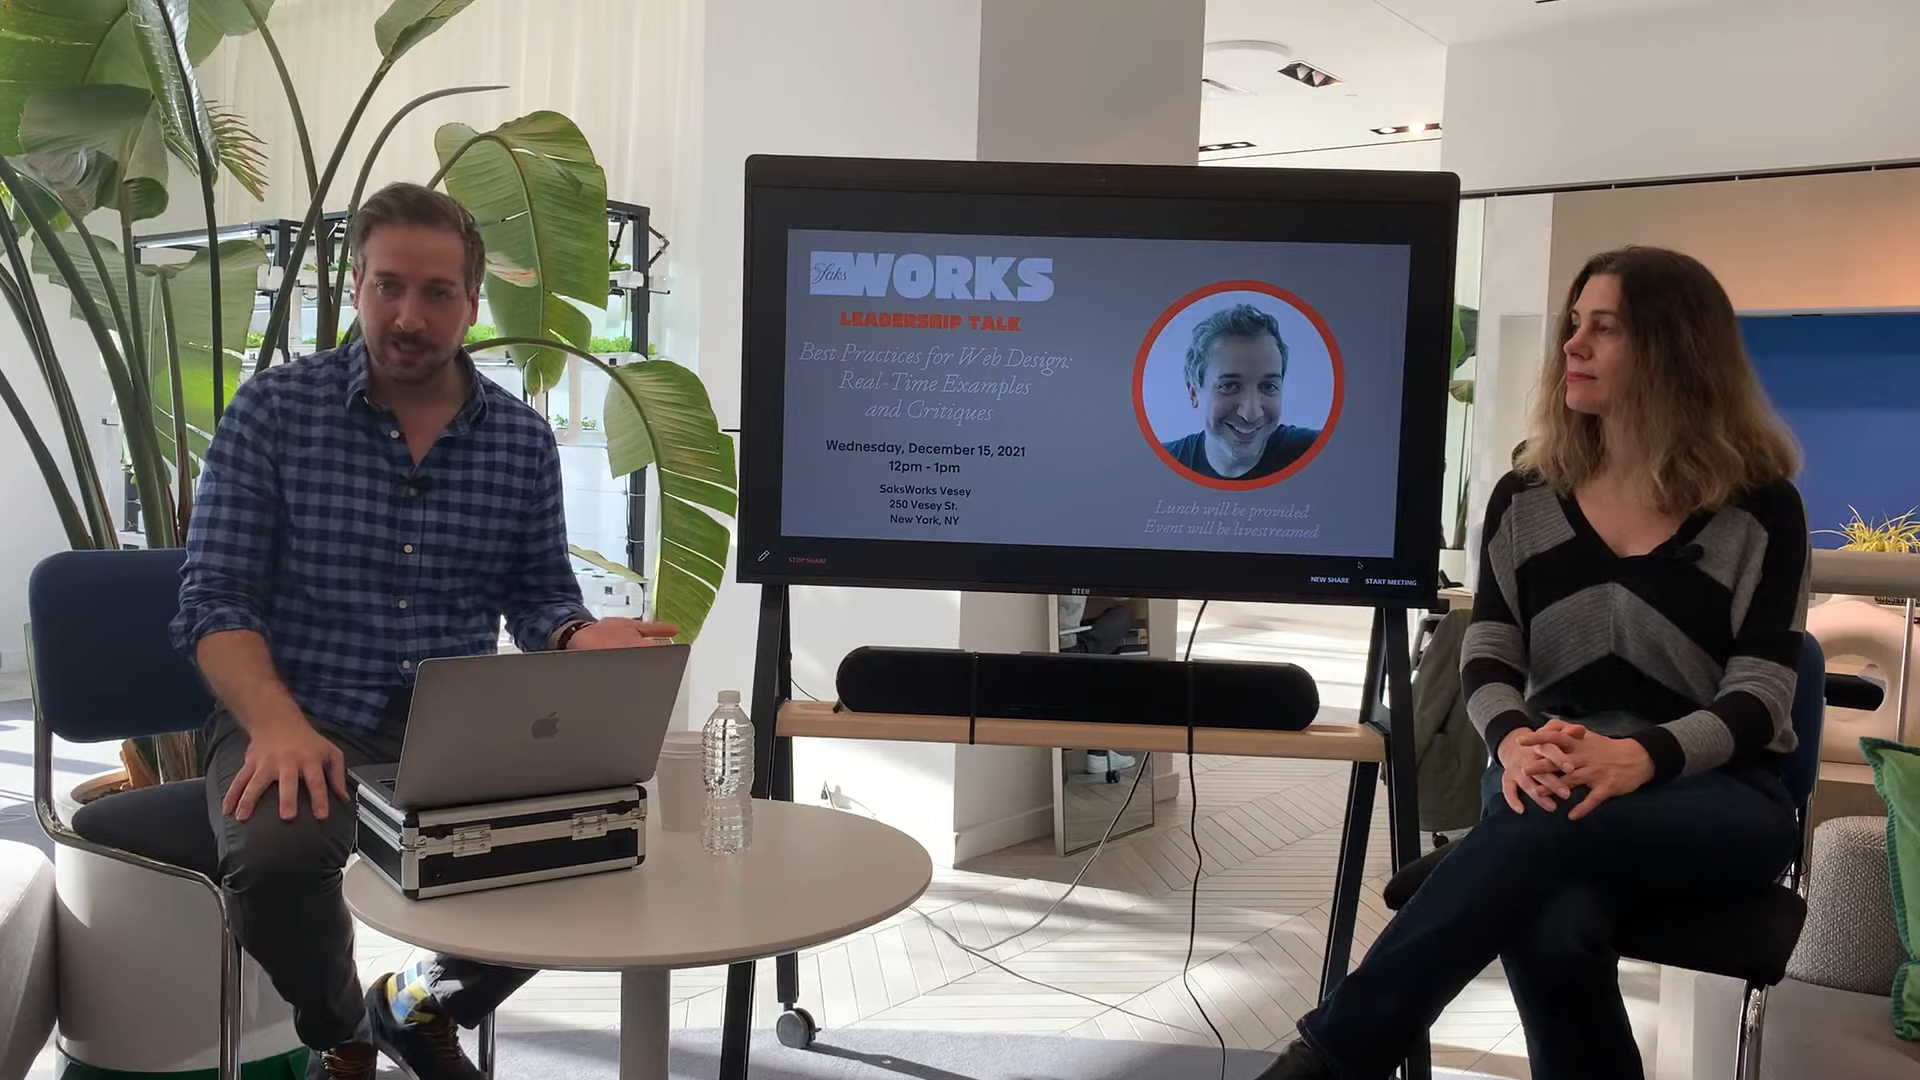 Saks WORKS
LEADERSHIP TALK
Best Practices for Web Design:
Real-Time Examples
and Critiques
Wednesday, December 15, 2021
12pm - 1pm
SaksWorks Vesey
250 Vesey St.
New York, NY
Lunch will be provided
Event will be livestreamed
STOP SHARE
NEW SHARE START MEETING
DTEN